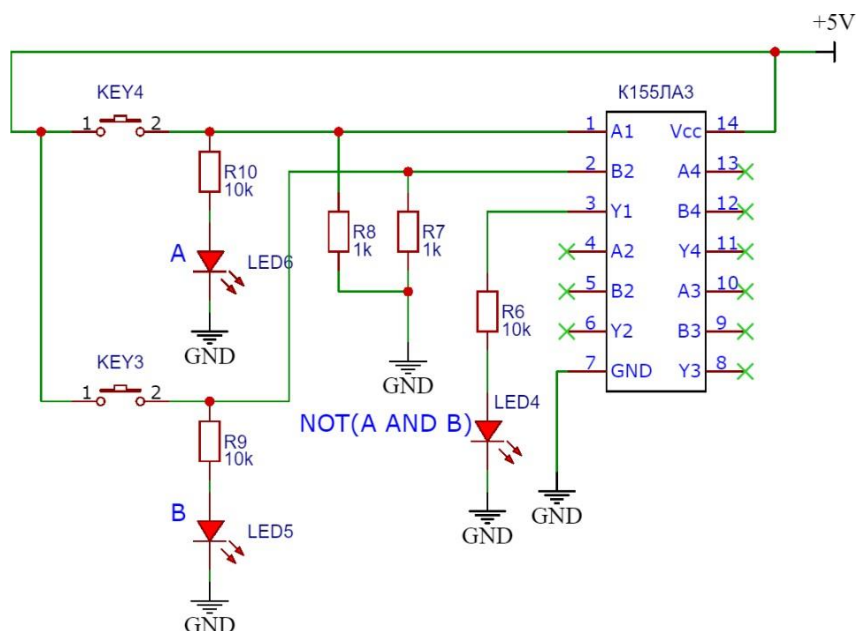 +5V
KEY4
1 2
R10
10k
A
LED6
GND
KEY3
1 2
R9
10k
B
LED5
GND
R8
1k
R7
1k
GND
R6
10k
LED4
NOT(A AND B)
GND
К155ЛА3
1 A1 Vcc 14
2 B2 A4 13
3 Y1 B4 12
4 A2 Y4 11
5 B2 A3 10
6 Y2 B3 9
7 GND Y3 8
GND